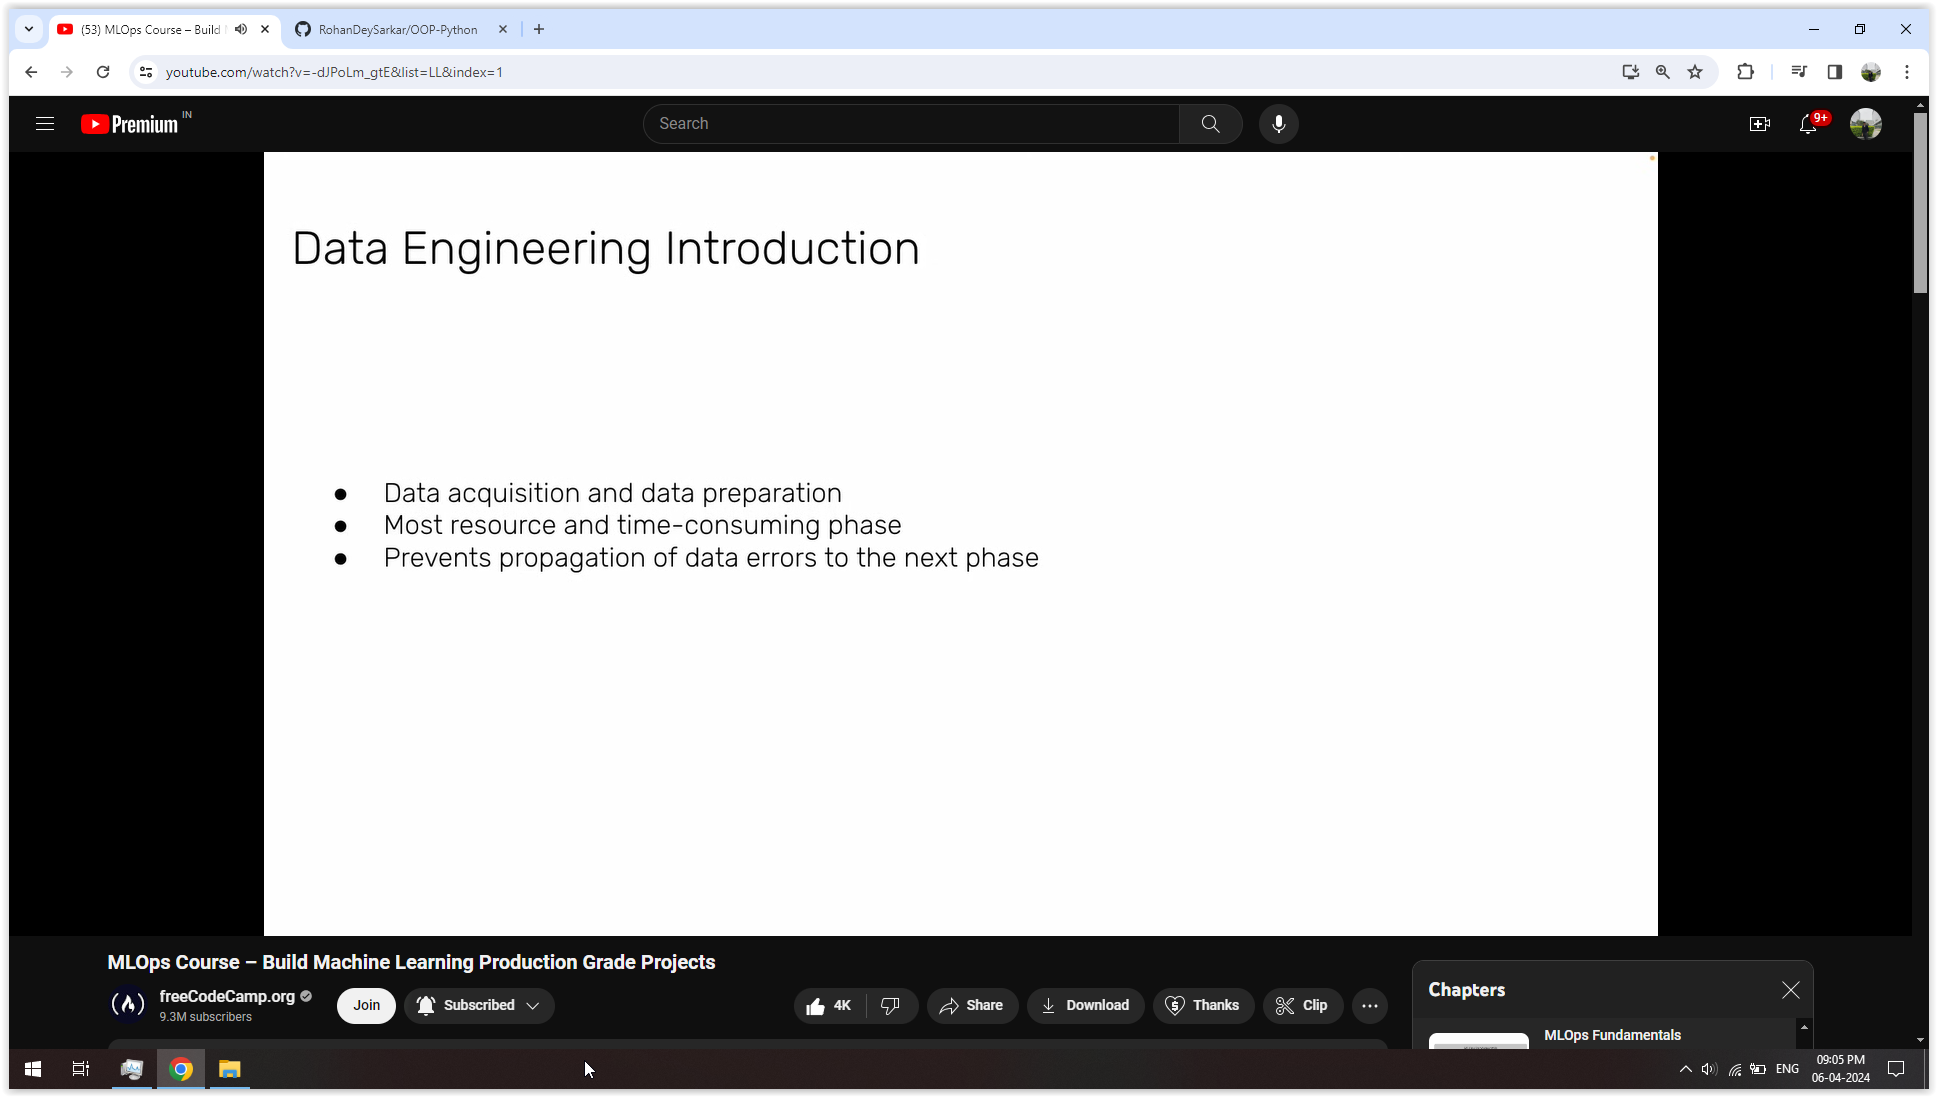 (53) MLOps Course – Build
RohanDeySarkar/OOP-Python
youtube.com/watch?v=-dJPoLm_gtE&list=LL&index=1
Premium IN
Search
9+
Data Engineering Introduction
● Data acquisition and data preparation
● Most resource and time-consuming phase
● Prevents propagation of data errors to the next phase
MLOps Course – Build Machine Learning Production Grade Projects
freeCodeCamp.org
9.3M subscribers
Join
Subscribed
4K
Share
Download
Thanks
Clip
Chapters
MLOps Fundamentals
ENG
09:05 PM
06-04-2024